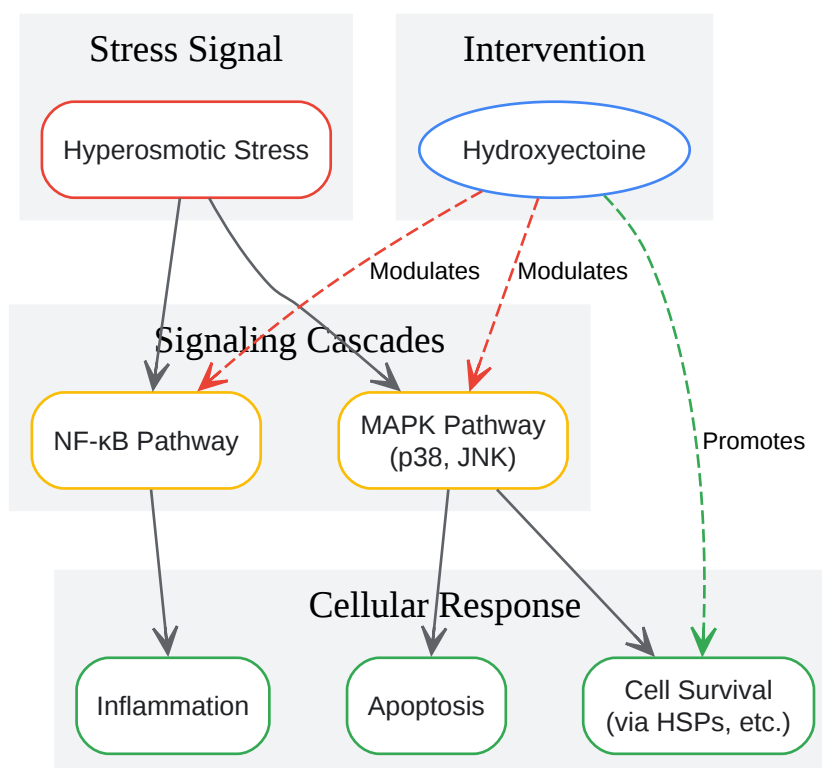 Stress Signal
Intervention
Hyperosmotic Stress
Hydroxyectoine
Modulates
Modulates
Signaling Cascades
NF-κB Pathway
MAPK Pathway
(p38, JNK)
Promotes
Cellular Response
Inflammation
Apoptosis
Cell Survival
(via HSPs, etc.)